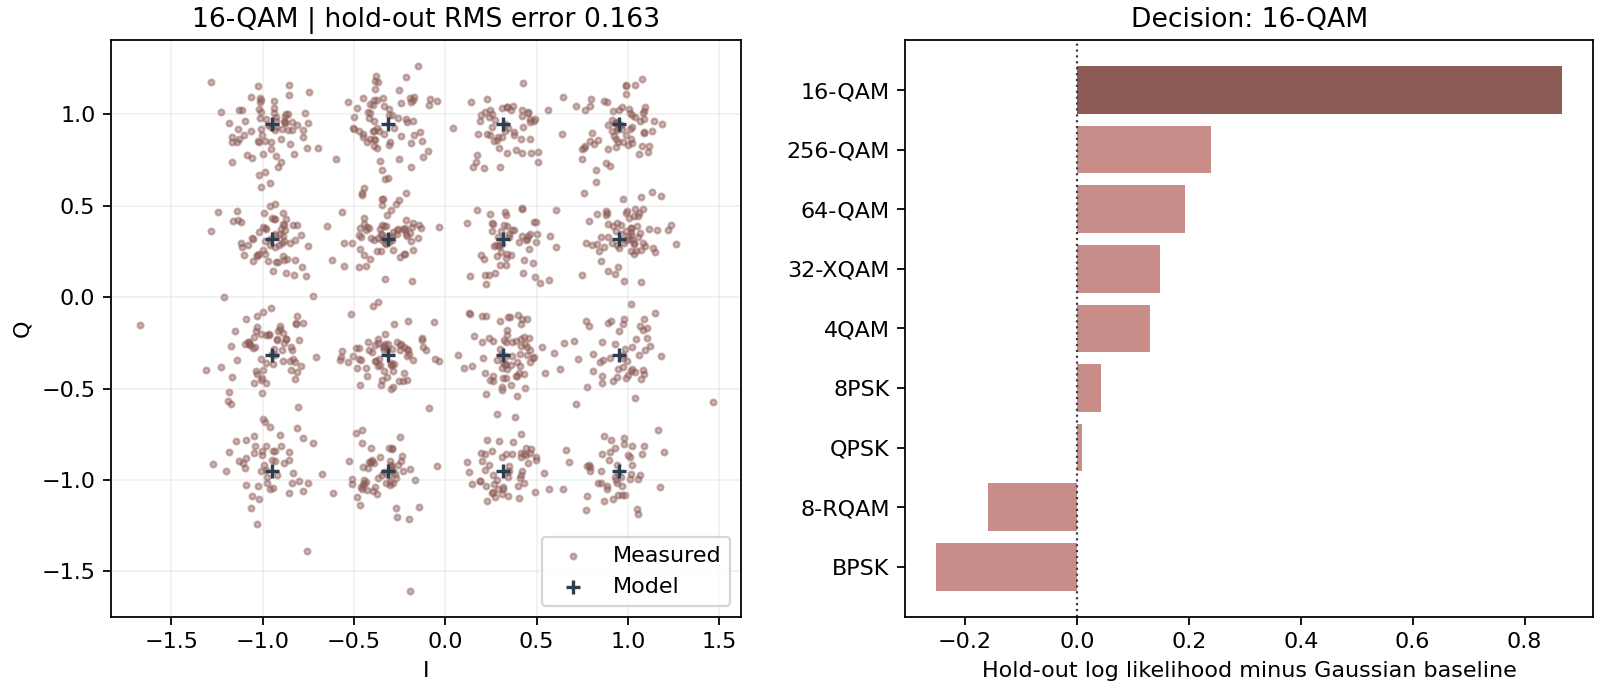 16-QAM | hold-out RMS error 0.163
1.0
0.5
0.0
−0.5
−1.0
−1.5
Q
Measured
Model
−1.5
−1.0
−0.5
0.0
0.5
1.0
1.5
I
Decision: 16-QAM
16-QAM
256-QAM
64-QAM
32-XQAM
4QAM
8PSK
QPSK
8-RQAM
BPSK
−0.2
0.0
0.2
0.4
0.6
0.8
Hold-out log likelihood minus Gaussian baseline